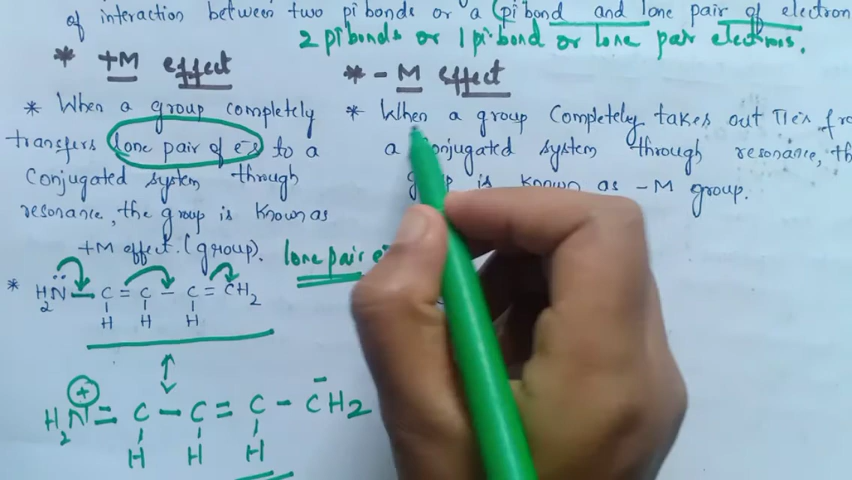 of interaction between two pi bonds or a (pi bond and lone pair of electron
2 pi bonds or 1 pi bond or lone pair electrons.
* +M effect
* When a group completely
transfers lone pair of e-s to a
Conjugated system through
resonance, the group is known as
+M effect. (group). lone pair
* H2N̈ - C = C - C = CH2
H H H
H2N = C - C = C - C̄H2
⊕
H H H
* - M effect
* When a group Completely takes out πe-s
a Conjugated system through resonance,
is known as -M group.